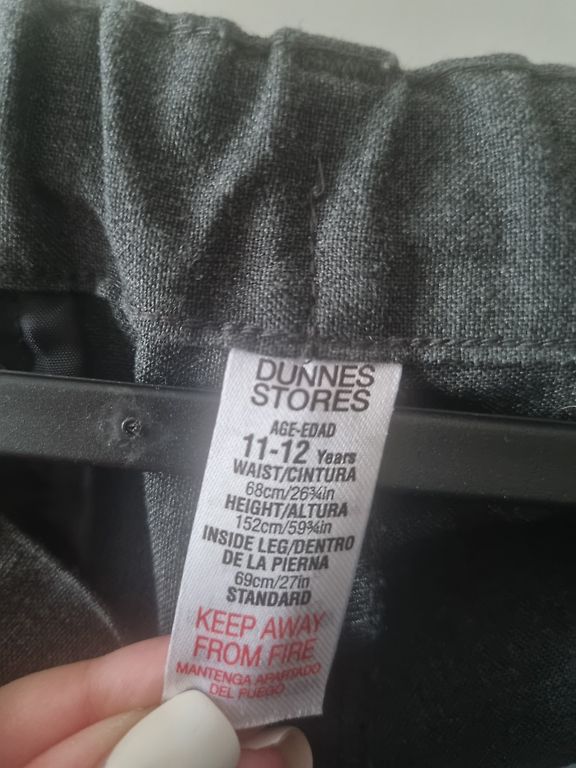 DUNNES
STORES
AGE-EDAD
11-12 Years
WAIST/CINTURA
68cm/26¾in
HEIGHT/ALTURA
152cm/59¾in
INSIDE LEG/DENTRO
DE LA PIERNA
69cm/27in
STANDARD
KEEP AWAY
FROM FIRE
MANTENGA APARTADO
DEL FUEGO